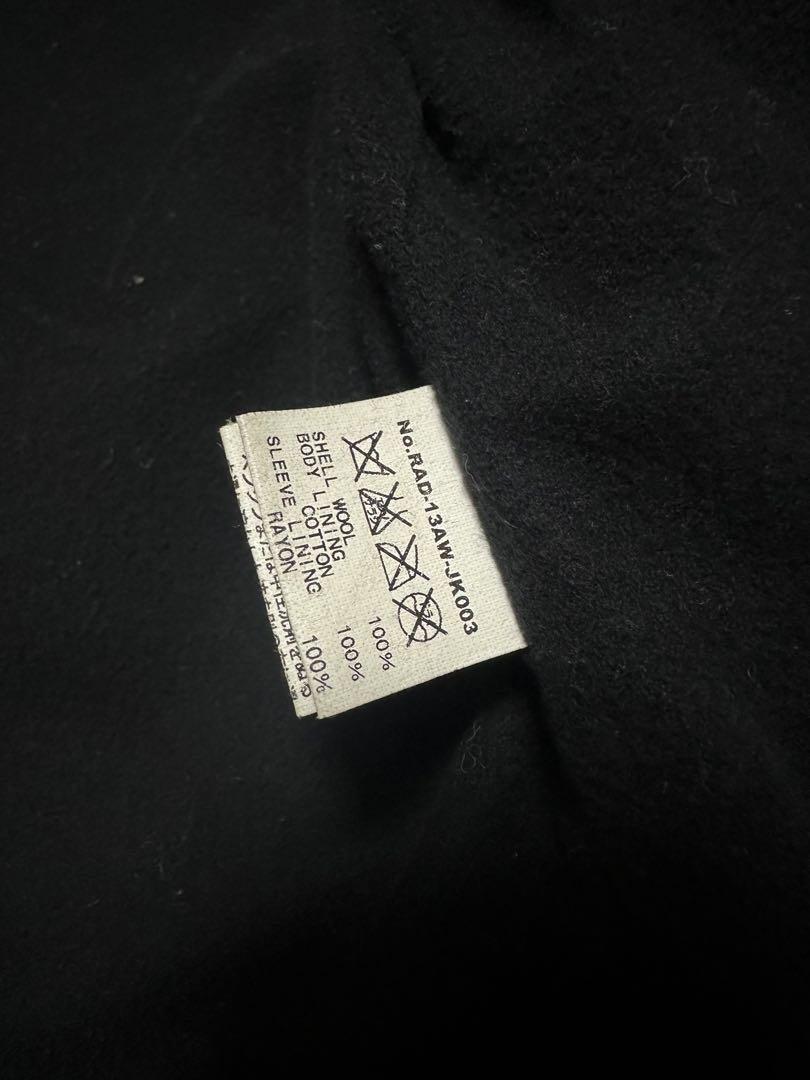 No.RAD-13AW-JK003
SHELL WOOL 100%
BODY LINING
COTTON 100%
SLEEVE LINING
RAYON 100%